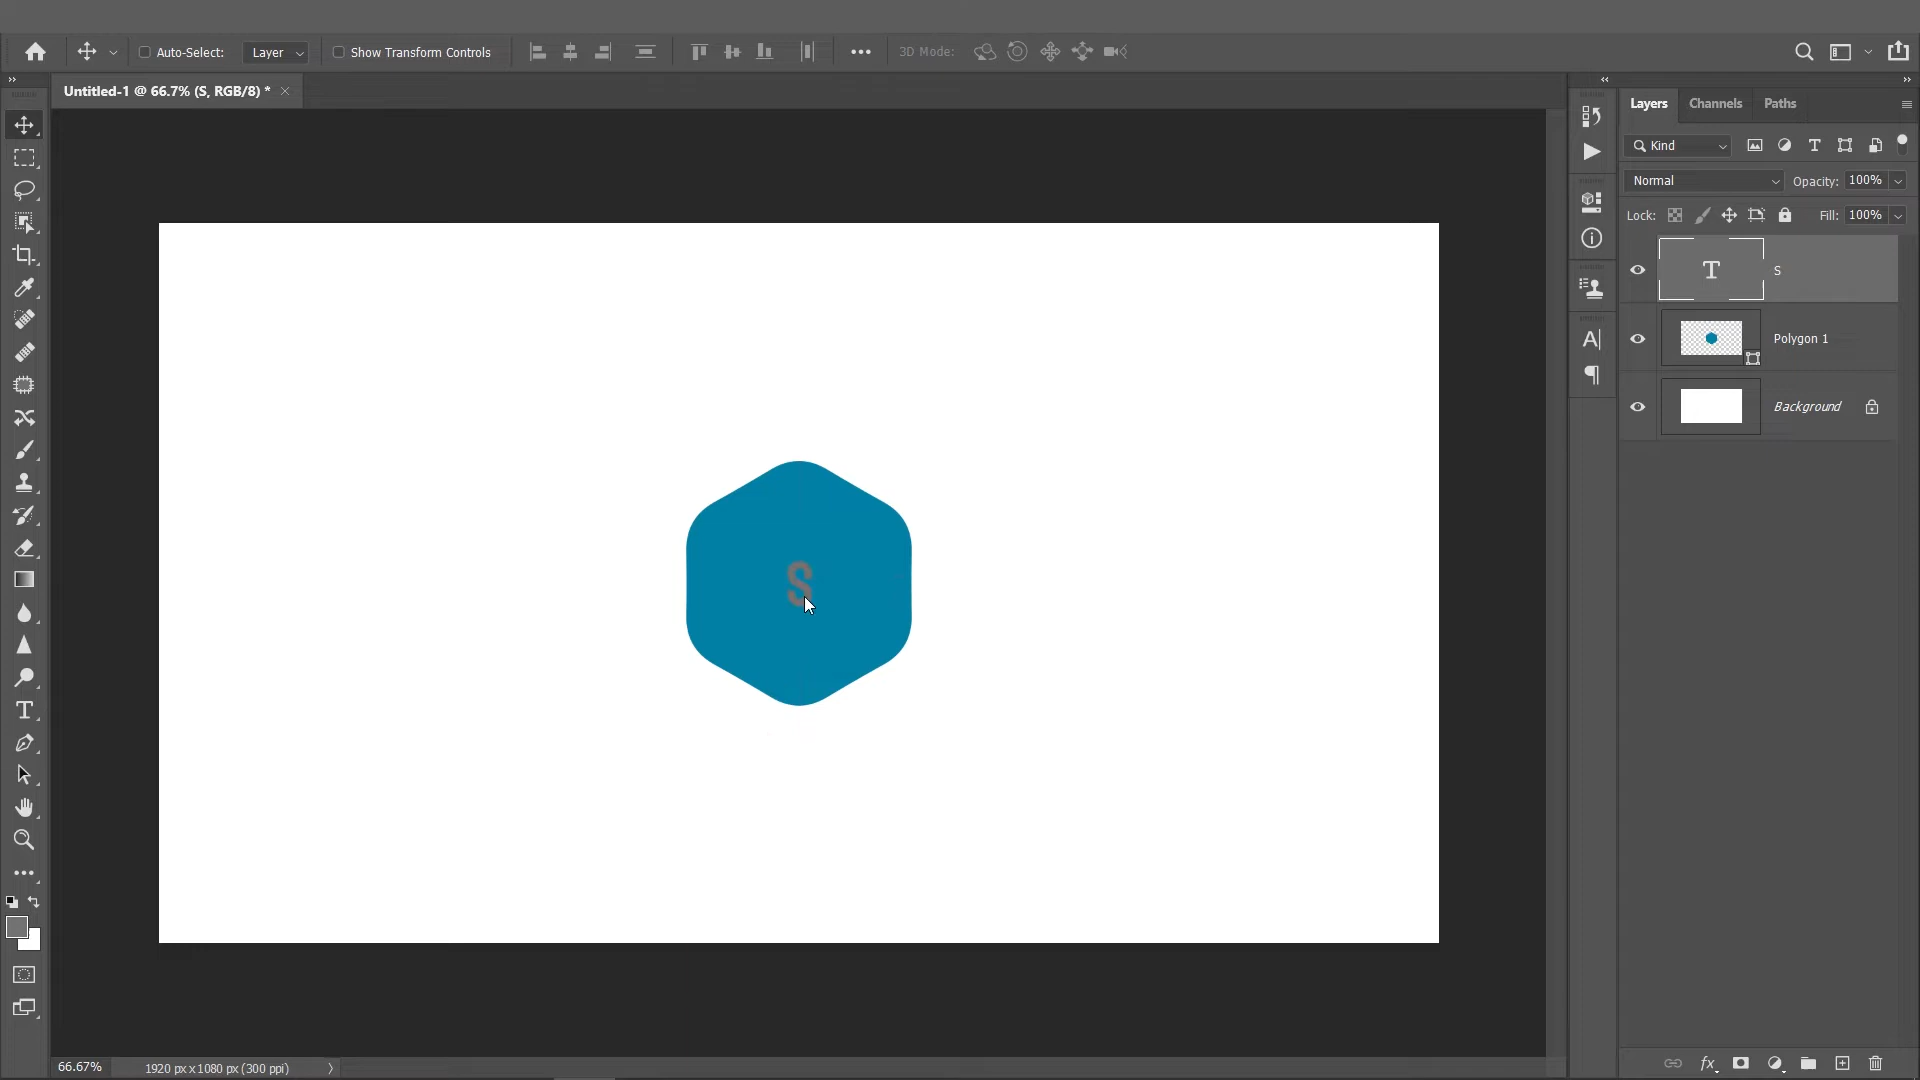 Auto-Select: Layer Show Transform Controls 3D Mode:
Untitled-1 @ 66.7% (S, RGB/8) *
Layers Channels Paths
Kind
Normal Opacity: 100%
Lock: Fill: 100%
S
Polygon 1
Background
S
66.67% 1920 px x 1080 px (300 ppi)